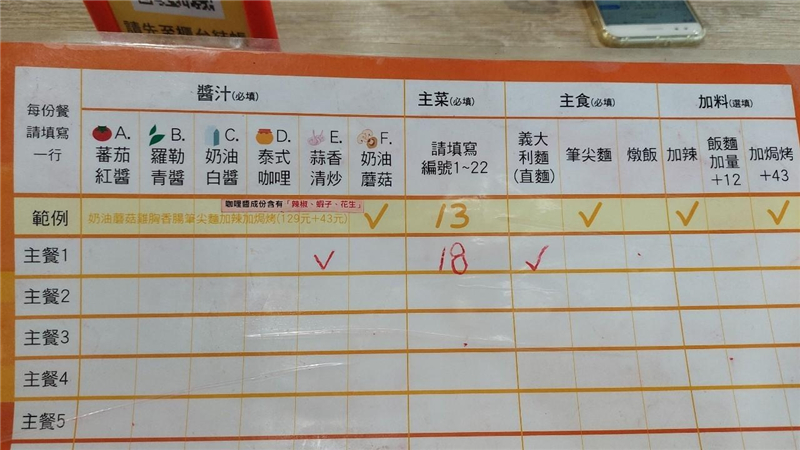 請先至櫃台結帳
每份餐
請填寫
一行
醬汁(必填)
主菜(必填)
主食(必填)
加料(選填)
A.
蕃茄
紅醬
B.
羅勒
青醬
C.
奶油
白醬
D.
泰式
咖哩
E.
蒜香
清炒
F.
奶油
蘑菇
請填寫
編號1~22
義大
利麵
(直麵)
筆尖麵
燉飯
加辣
飯麵
加量
+12
加焗烤
+43
咖哩醬成份含有「辣椒、蝦子、花生」
範例
奶油蘑菇雞胸香腸筆尖麵加辣加焗烤(129元+43元)
✓
13
✓
✓
✓
主餐1
✓
18
✓
主餐2
主餐3
主餐4
主餐5